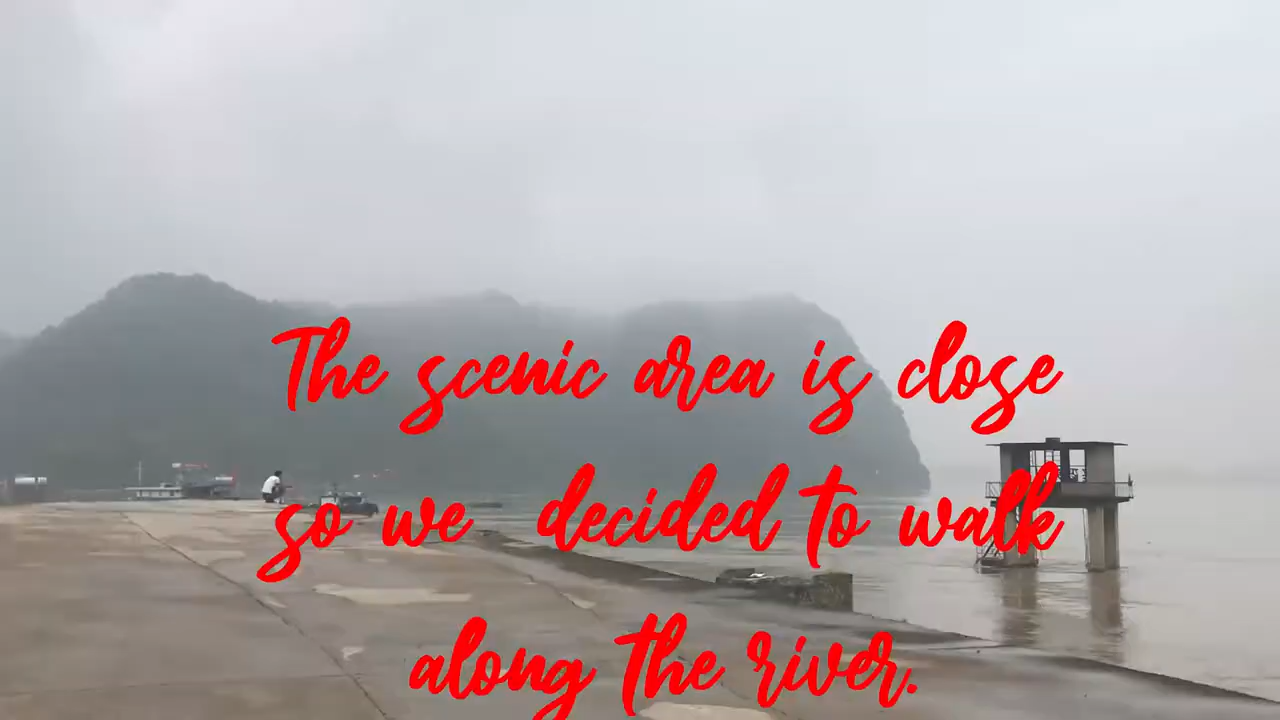 The scenic area is close
so we decided to walk
along the river.